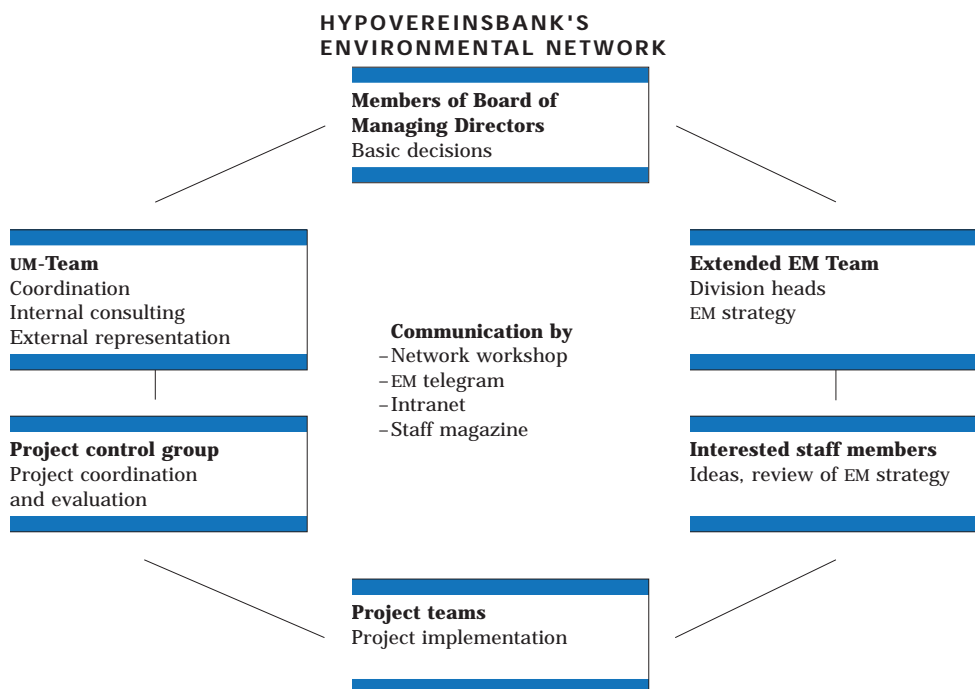 HYPOVEREINSBANK'S
ENVIRONMENTAL NETWORK
Members of Board of
Managing Directors
Basic decisions
UM-Team
Coordination
Internal consulting
External representation
Extended EM Team
Division heads
EM strategy
Communication by
–Network workshop
–EM telegram
–Intranet
–Staff magazine
Project control group
Project coordination
and evaluation
Interested staff members
Ideas, review of EM strategy
Project teams
Project implementation